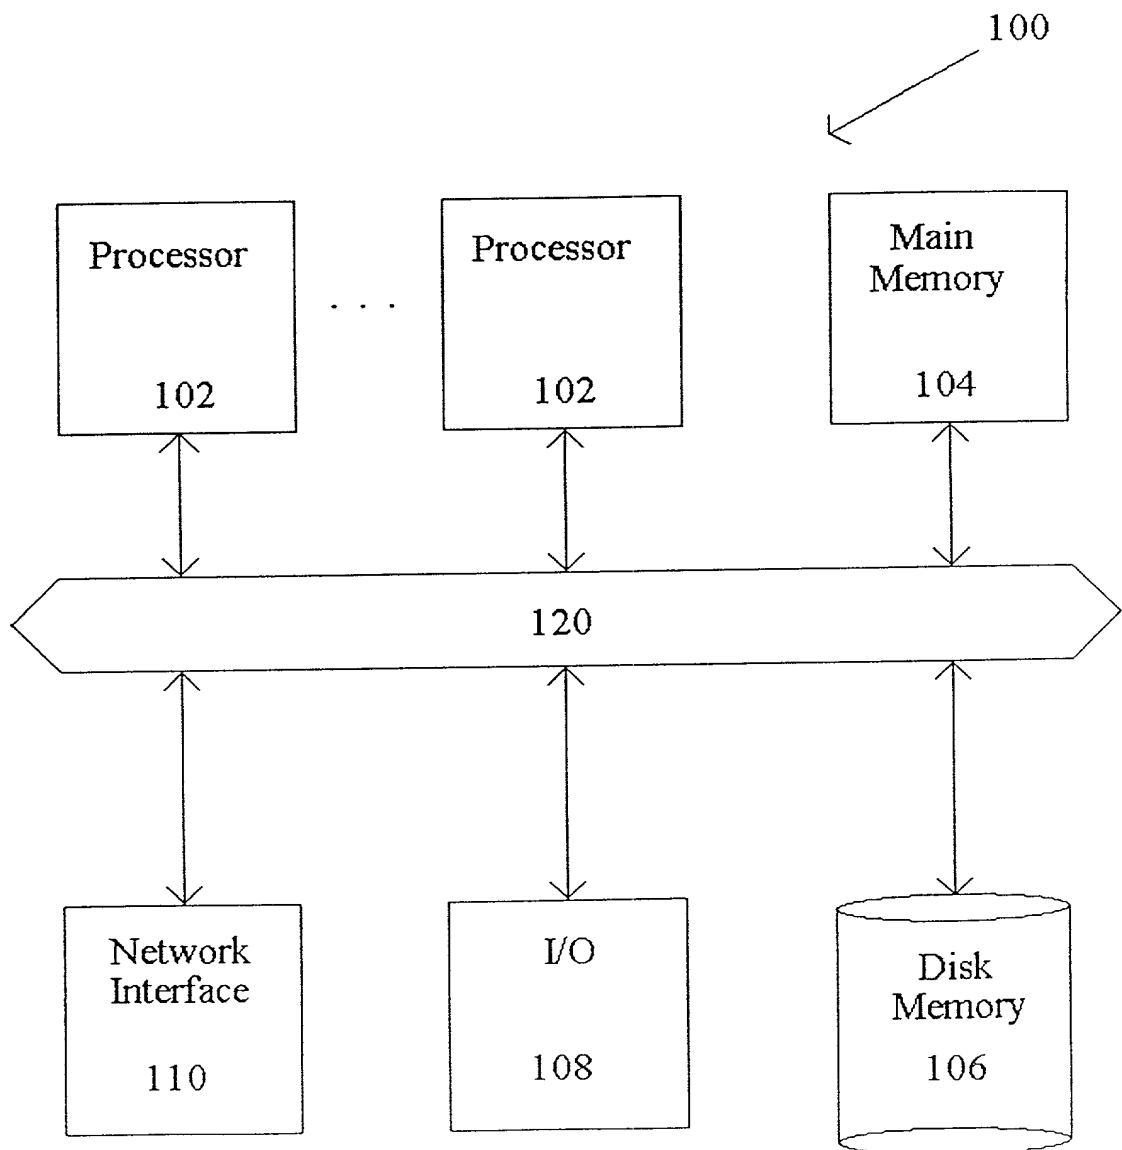 100
Processor
102
. . .
Processor
102
Main
Memory
104
120
Network
Interface
110
I/O
108
Disk
Memory
106